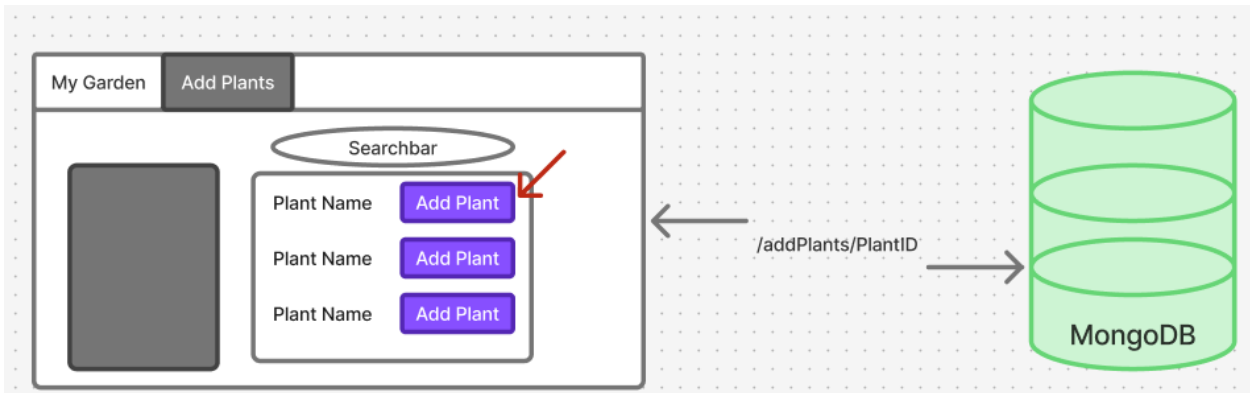 My Garden
Add Plants
Searchbar
Plant Name
Add Plant
Plant Name
Add Plant
Plant Name
Add Plant
/addPlants/PlantID
MongoDB